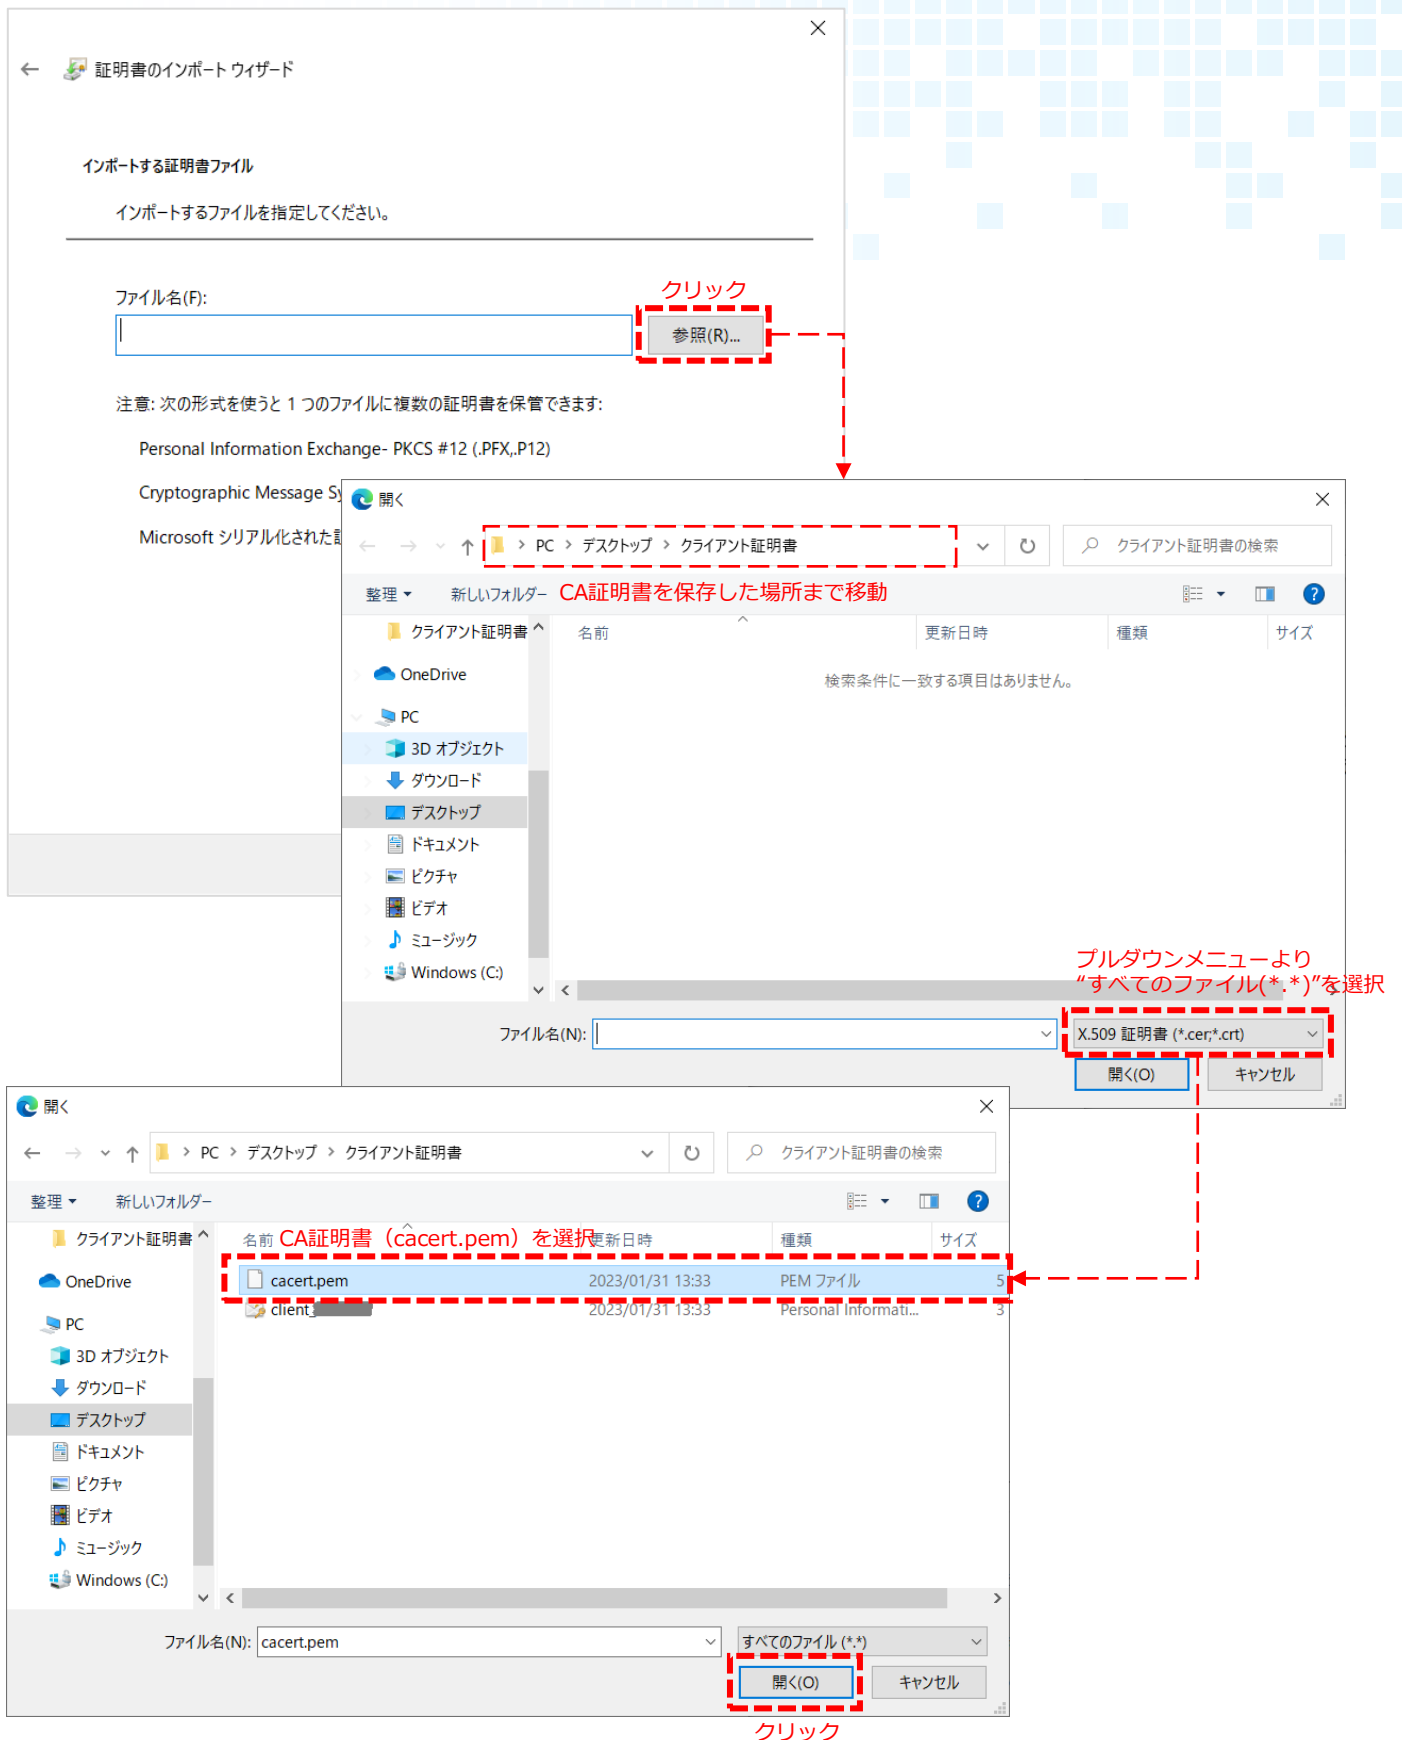 証明書のインポート ウィザード
インポートする証明書ファイル
インポートするファイルを指定してください。
ファイル名(F):
クリック
参照(R)...
注意: 次の形式を使うと 1 つのファイルに複数の証明書を保管できます:
Personal Information Exchange- PKCS #12 (.PFX,.P12)
Cryptographic Message
Microsoft シリアル化された
開く
PC > デスクトップ > クライアント証明書
クライアント証明書の検索
整理
新しいフォルダー
CA証明書を保存した場所まで移動
クライアント証明書
名前
更新日時
種類
サイズ
検索条件に一致する項目はありません。
OneDrive
PC
3D オブジェクト
ダウンロード
デスクトップ
ドキュメント
ピクチャ
ビデオ
ミュージック
Windows (C:)
プルダウンメニューより
“すべてのファイル(*.*)”を選択
ファイル名(N):
X.509 証明書 (*.cer;*.crt)
開く(O)
キャンセル
開く
PC > デスクトップ > クライアント証明書
クライアント証明書の検索
整理
新しいフォルダー
クライアント証明書
名前
CA証明書（cacert.pem）を選択
更新日時
種類
サイズ
cacert.pem 2023/01/31 13:33 PEM ファイル 5
client_ 2023/01/31 13:33 Personal Informati... 3
OneDrive
PC
3D オブジェクト
ダウンロード
デスクトップ
ドキュメント
ピクチャ
ビデオ
ミュージック
Windows (C:)
ファイル名(N): cacert.pem
すべてのファイル (*.*)
開く(O)
キャンセル
クリック